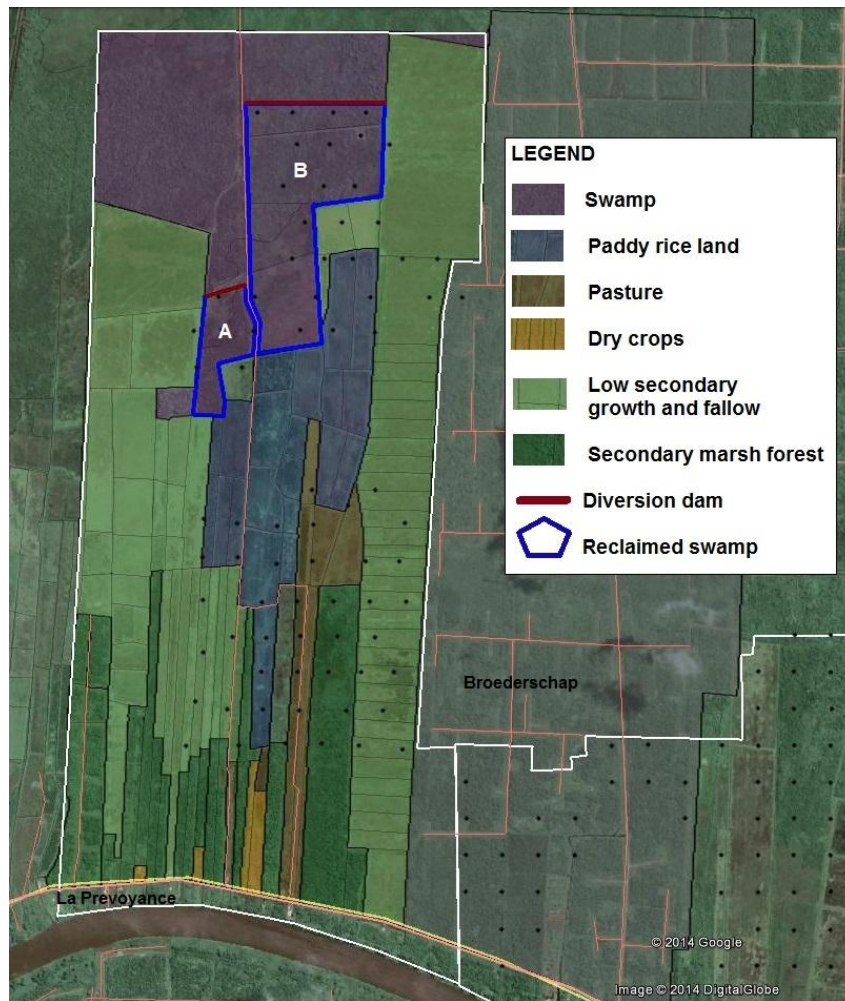 B
A
LEGEND
Swamp
Paddy rice land
Pasture
Dry crops
Low secondary
growth and fallow
Secondary marsh forest
Diversion dam
Reclaimed swamp
Broederschap
La Prevoyance
© 2014 Google
Image © 2014 DigitalGlobe